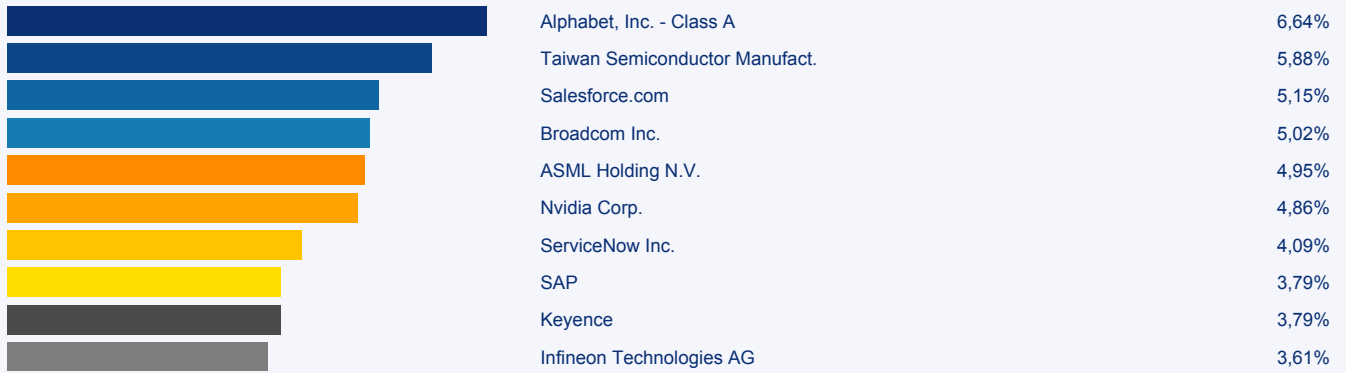 Alphabet, Inc. - Class A 6,64%
Taiwan Semiconductor Manufact. 5,88%
Salesforce.com 5,15%
Broadcom Inc. 5,02%
ASML Holding N.V. 4,95%
Nvidia Corp. 4,86%
ServiceNow Inc. 4,09%
SAP 3,79%
Keyence 3,79%
Infineon Technologies AG 3,61%